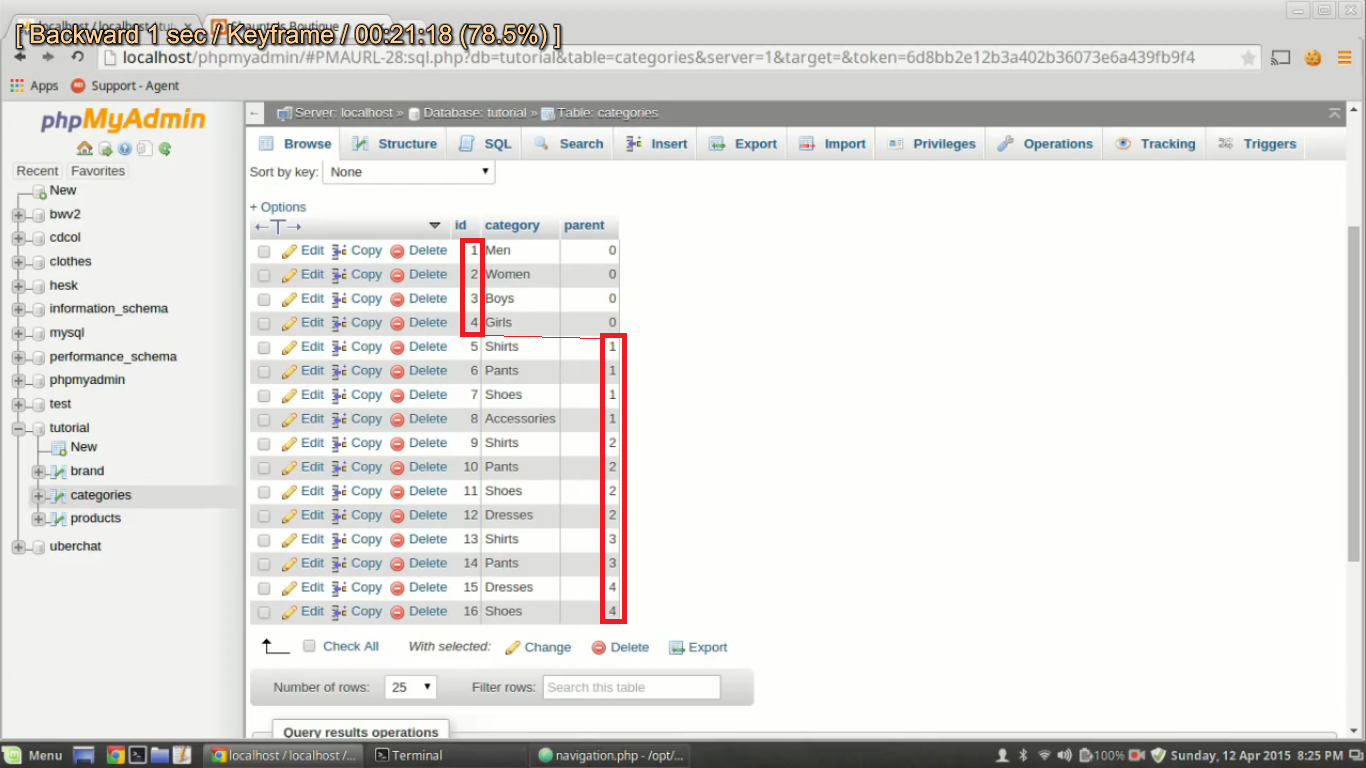 localhost / localhost / tut
Shaunta's Boutique
[ Backward 1 sec / Keyframe / 00:21:18 (78.5%) ]
localhost/phpmyadmin/#PMAURL-28:sql.php?db=tutorial&table=categories&server=1&target=&token=6d8bb2e12b3a402b36073e6a439fb9f4
Apps Support - Agent
phpMyAdmin
Recent Favorites
New
bwv2
cdcol
clothes
hesk
information_schema
mysql
performance_schema
phpmyadmin
test
tutorial
New
brand
categories
products
uberchat
Server: localhost » Database: tutorial » Table: categories
Browse Structure SQL Search Insert Export Import Privileges Operations Tracking Triggers
Sort by key: None
+ Options
←T→ id category parent
Edit Copy Delete 1 Men 0
Edit Copy Delete 2 Women 0
Edit Copy Delete 3 Boys 0
Edit Copy Delete 4 Girls 0
Edit Copy Delete 5 Shirts 1
Edit Copy Delete 6 Pants 1
Edit Copy Delete 7 Shoes 1
Edit Copy Delete 8 Accessories 1
Edit Copy Delete 9 Shirts 2
Edit Copy Delete 10 Pants 2
Edit Copy Delete 11 Shoes 2
Edit Copy Delete 12 Dresses 2
Edit Copy Delete 13 Shirts 3
Edit Copy Delete 14 Pants 3
Edit Copy Delete 15 Dresses 4
Edit Copy Delete 16 Shoes 4
Check All With selected: Change Delete Export
Number of rows: 25 Filter rows: Search this table
Query results operations
Menu localhost / localhost /... Terminal navigation.php - /opt/... 100% Sunday, 12 Apr 2015 8:25 PM